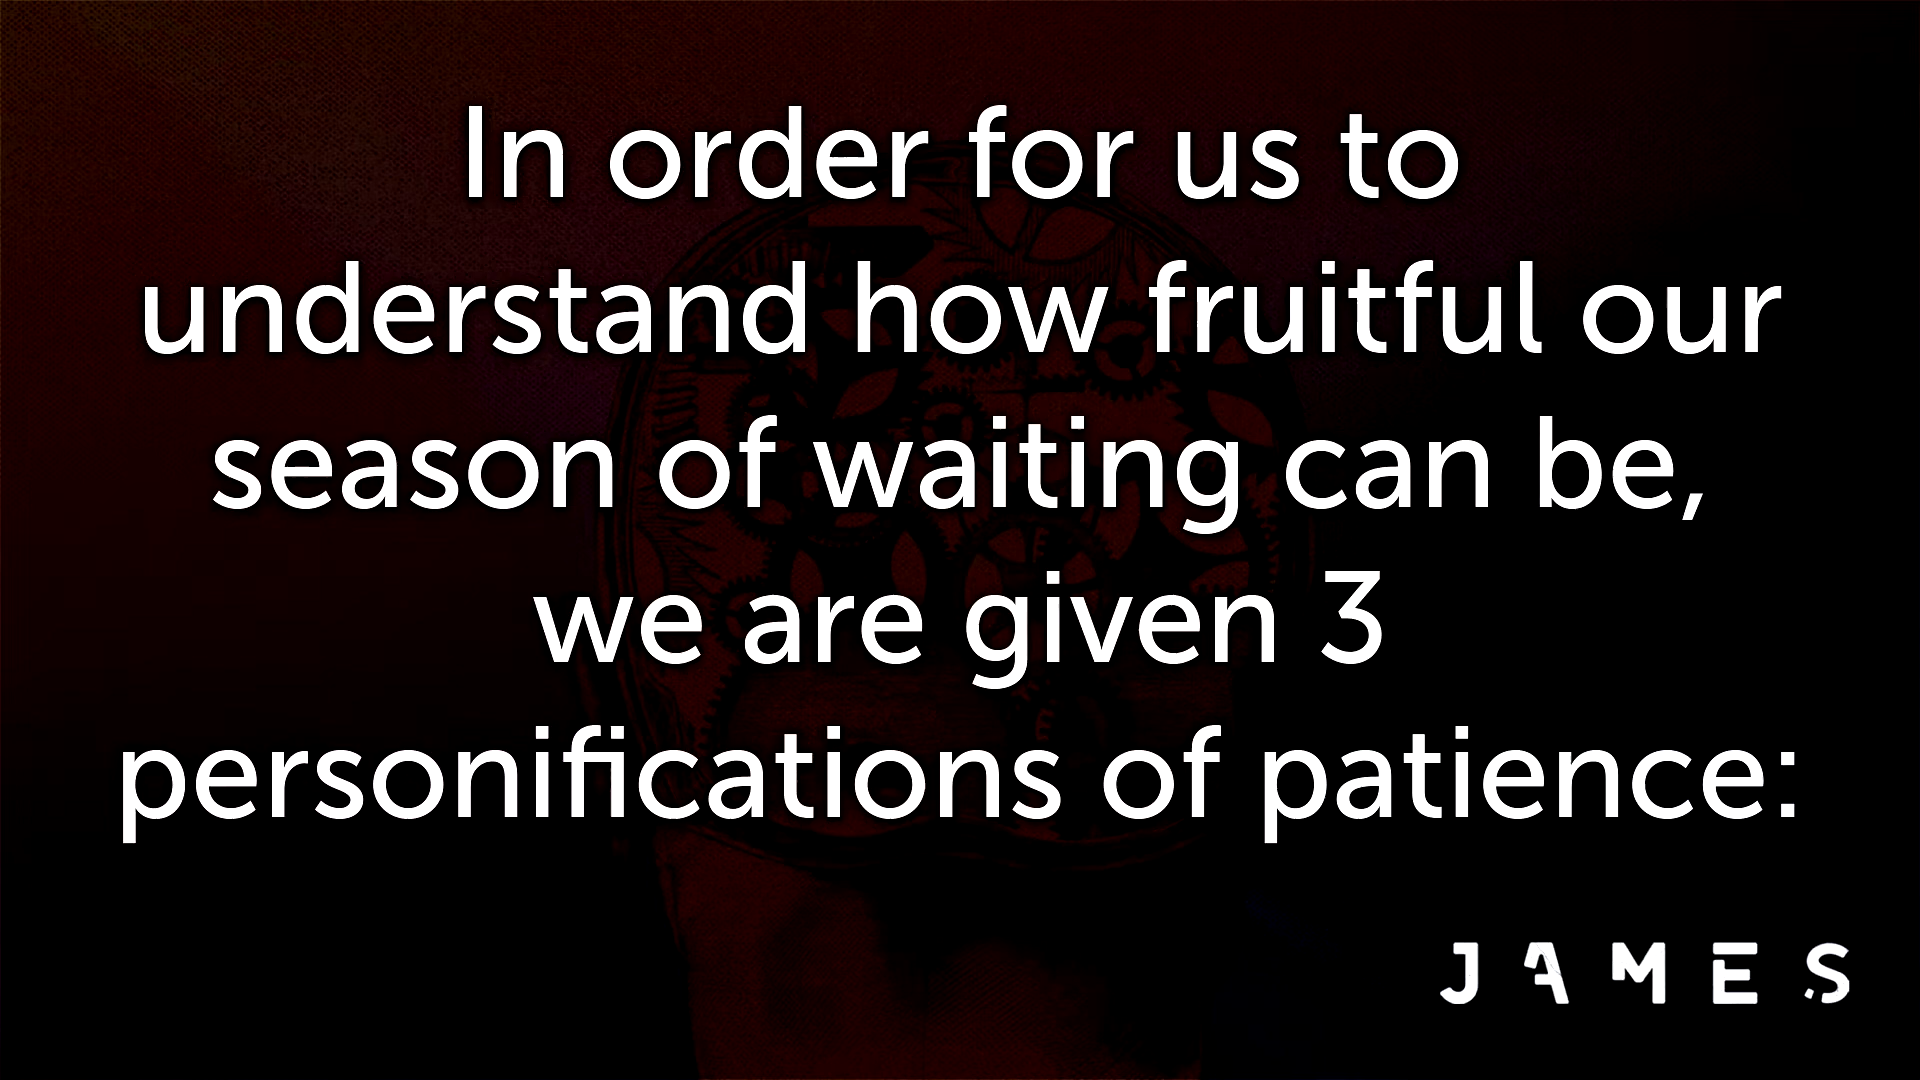 In order for us to
understand how fruitful our
season of waiting can be,
we are given 3
personifications of patience:
JAMES